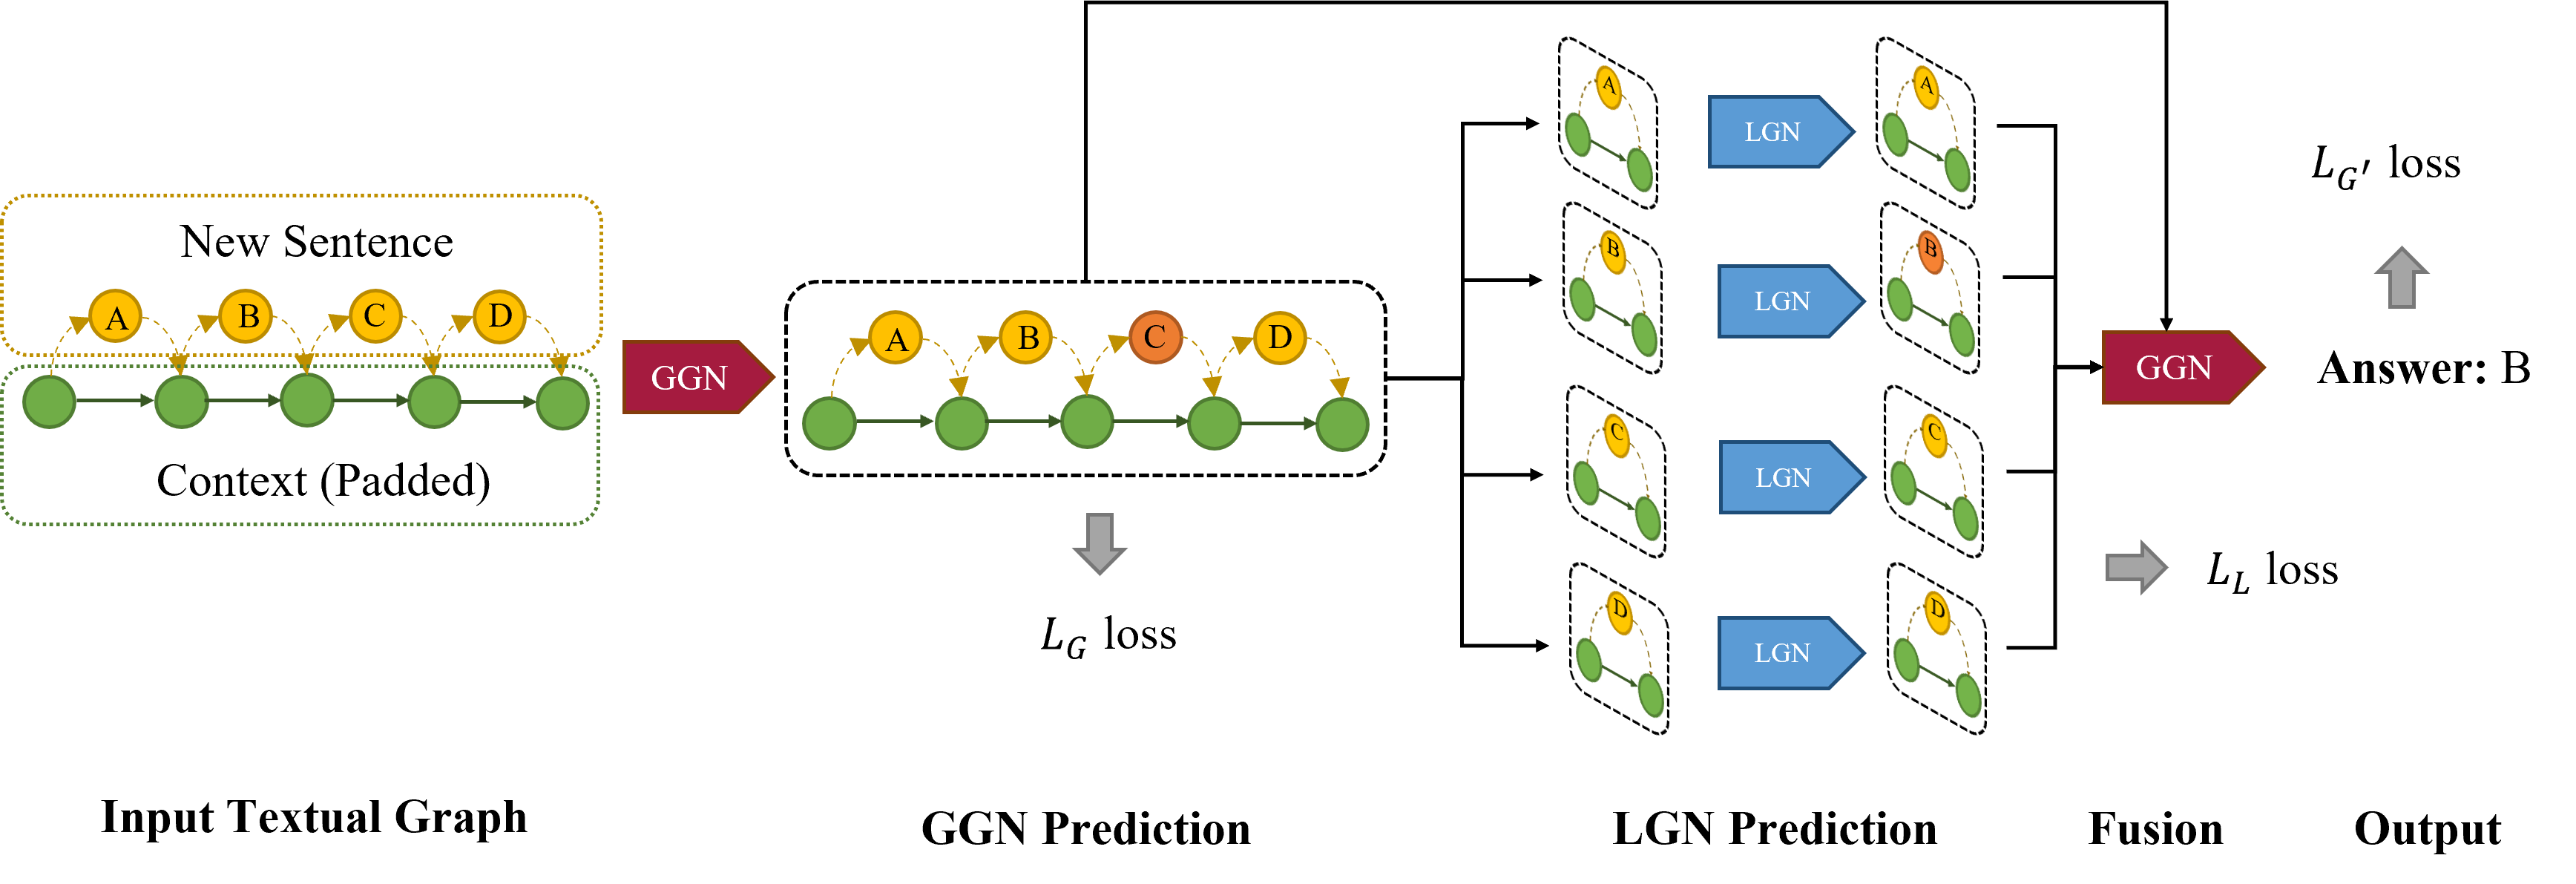 New Sentence
A B C D
Context (Padded)
Input Textual Graph
GGN
A B C D
L_G loss
GGN Prediction
A LGN A
B LGN B
C LGN C
D LGN D
LGN Prediction
L_L loss
GGN
Fusion
L_G' loss
Answer: B
Output